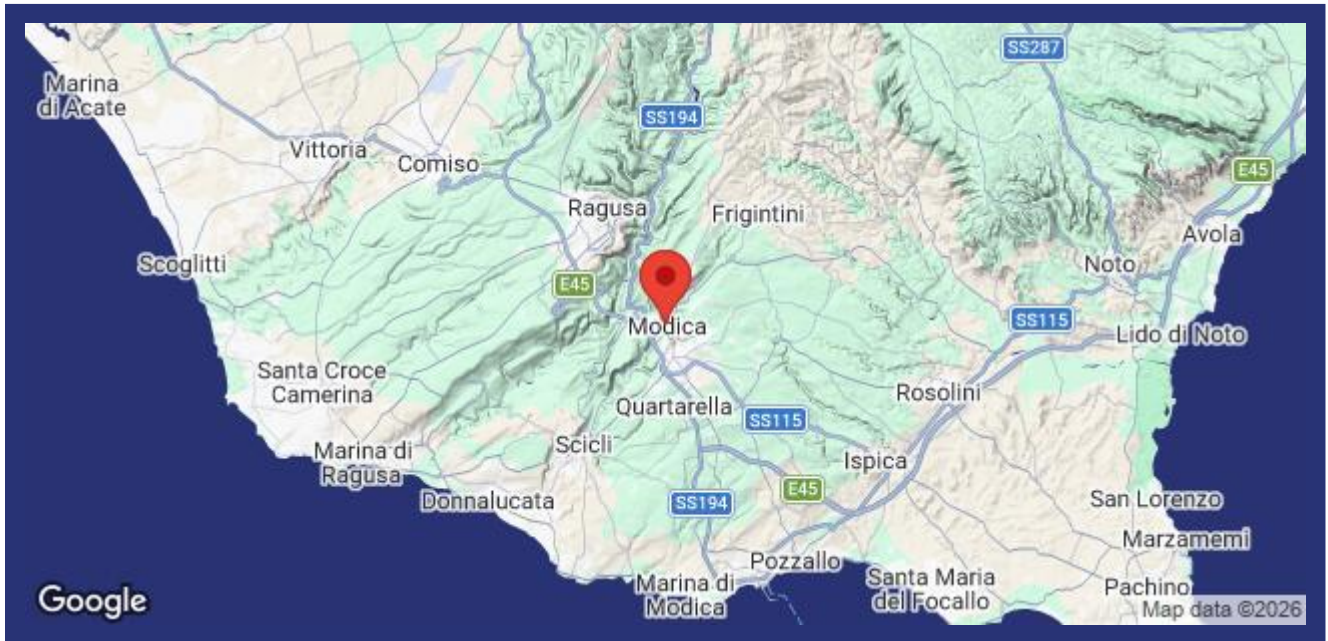 SS287
Marina
di Acate
SS194
Vittoria
Comiso
E45
Ragusa
Frigintini
Avola
Scoglitti
Noto
E45
Modica
SS115
Lido di Noto
Santa Croce
Camerina
Rosolini
Quartarella
SS115
Scicli
Marina di
Ragusa
Ispica
Donnalucata
SS194
E45
San Lorenzo
Marzamemi
Pozzallo
Marina di
Modica
Santa Maria
del Focallo
Pachino
Google
Map data ©2026